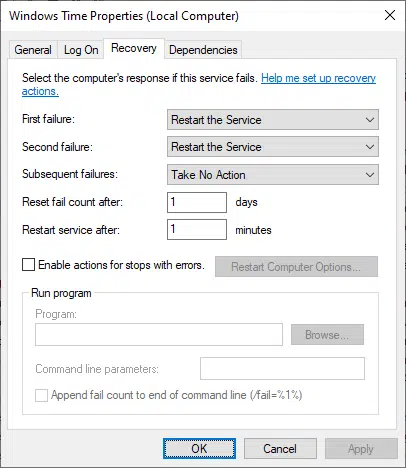 Windows Time Properties (Local Computer)
General Log On Recovery Dependencies
Select the computer's response if this service fails. Help me set up recovery
actions.
First failure: Restart the Service
Second failure: Restart the Service
Subsequent failures: Take No Action
Reset fail count after: 1 days
Restart service after: 1 minutes
Enable actions for stops with errors. Restart Computer Options...
Run program
Program:
Browse...
Command line parameters:
Append fail count to end of command line (/fail=%1%)
OK Cancel Apply